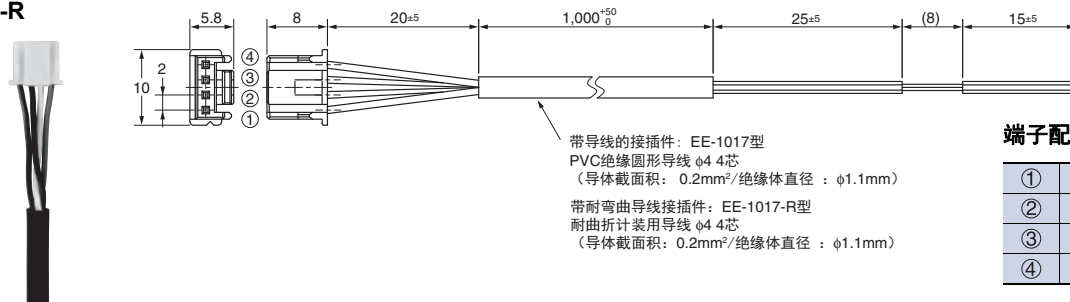 -R
5.8 8 20±5 1,000 +50 0 25±5 (8) 15±5
10 2
④
③
②
①
带导线的接插件：EE-1017型
PVC绝缘圆形导线 φ4 4芯
（导体截面积： 0.2mm²/绝缘体直径 ：φ1.1mm）
带耐弯曲导线接插件：EE-1017-R型
耐曲折计装用导线 φ4 4芯
（导体截面积：0.2mm²/绝缘体直径 ：φ1.1mm）
端子配
①
②
③
④